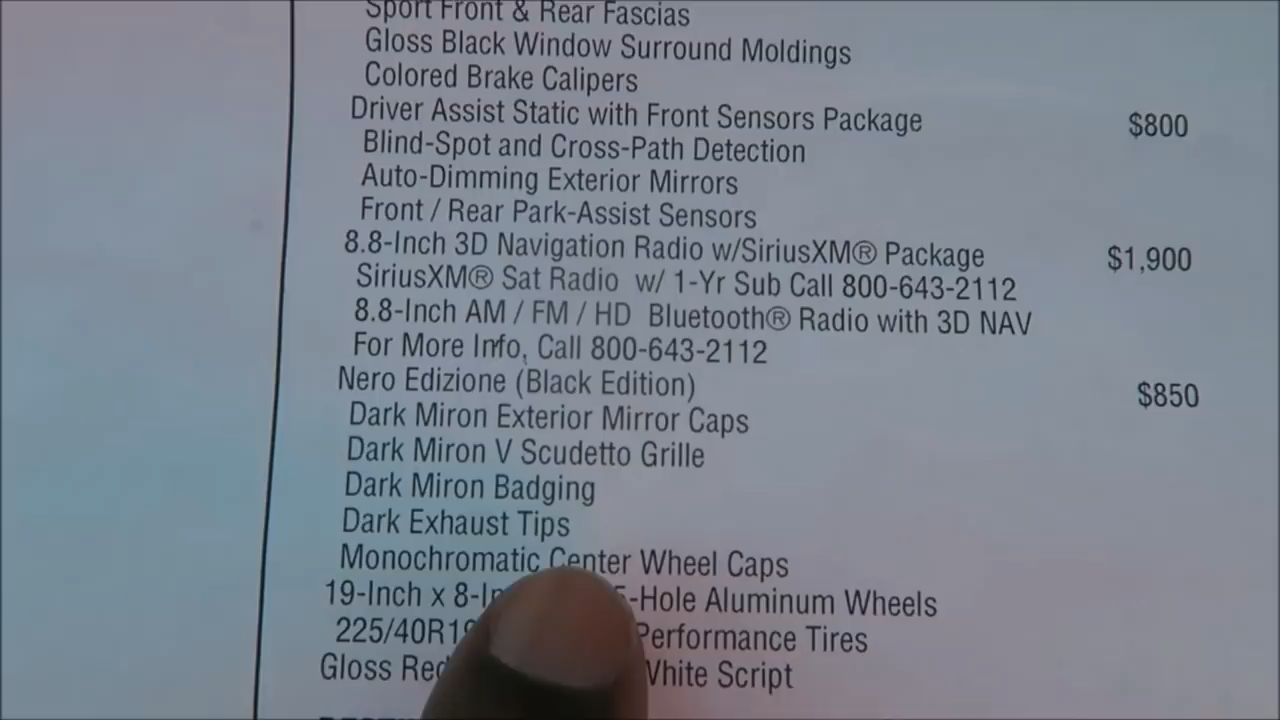 Sport Front & Rear Fascias
Gloss Black Window Surround Moldings
Colored Brake Calipers
Driver Assist Static with Front Sensors Package $800
Blind-Spot and Cross-Path Detection
Auto-Dimming Exterior Mirrors
Front / Rear Park-Assist Sensors
8.8-Inch 3D Navigation Radio w/SiriusXM® Package $1,900
SiriusXM® Sat Radio w/ 1-Yr Sub Call 800-643-2112
8.8-Inch AM / FM / HD Bluetooth® Radio with 3D NAV
For More Info, Call 800-643-2112
Nero Edizione (Black Edition) $850
Dark Miron Exterior Mirror Caps
Dark Miron V Scudetto Grille
Dark Miron Badging
Dark Exhaust Tips
Monochromatic Center Wheel Caps
19-Inch x 5-Hole Aluminum Wheels
Performance Tires
Gloss Red White Script